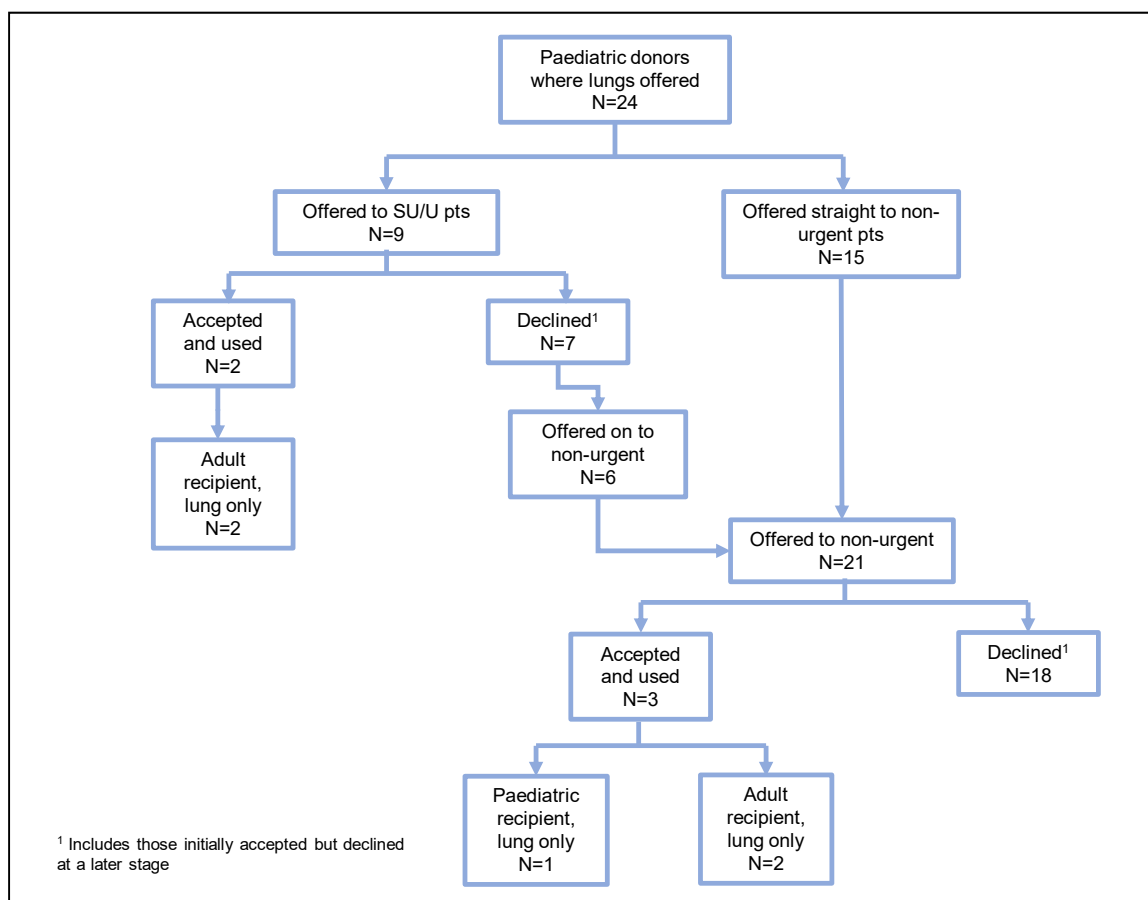 Paediatric donors
where lungs offered
N=24
Offered to SU/U pts
N=9
Offered straight to non-
urgent pts
N=15
Accepted
and used
N=2
Declined¹
N=7
Adult
recipient,
lung only
N=2
Offered on to
non-urgent
N=6
Offered to non-urgent
N=21
Accepted
and used
N=3
Declined¹
N=18
Paediatric
recipient,
lung only
N=1
Adult
recipient,
lung only
N=2
¹ Includes those initially accepted but declined
at a later stage